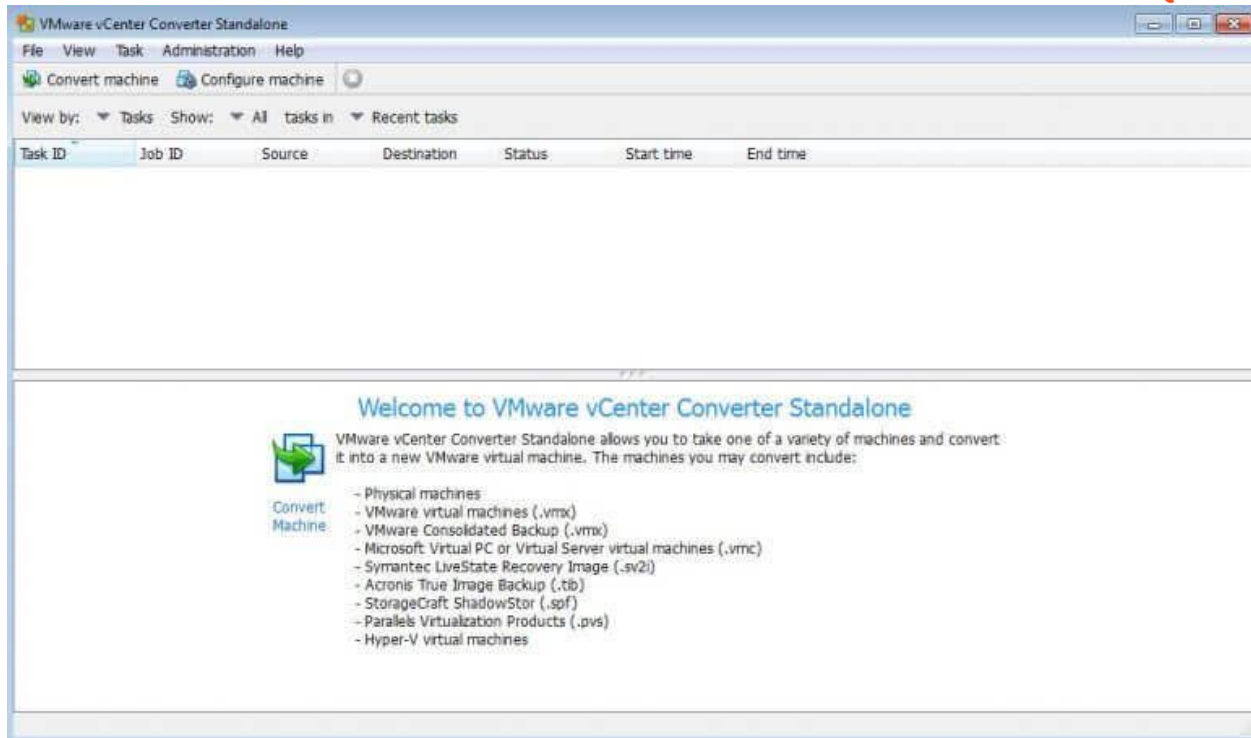 VMware vCenter Converter Standalone
File View Task Administration Help
Convert machine Configure machine
View by: Tasks Show: All tasks in Recent tasks
Task ID Job ID Source Destination Status Start time End time
Welcome to VMware vCenter Converter Standalone
VMware vCenter Converter Standalone allows you to take one of a variety of machines and convert
it into a new VMware virtual machine. The machines you may convert include:
- Physical machines
- VMware virtual machines (.vmx)
- VMware Consolidated Backup (.vmx)
- Microsoft Virtual PC or Virtual Server virtual machines (.vmc)
- Symantec LiveState Recovery Image (.sv2i)
- Acronis True Image Backup (.tib)
- StorageCraft ShadowStor (.spf)
- Parallels Virtualization Products (.pvs)
- Hyper-V virtual machines
Convert
Machine